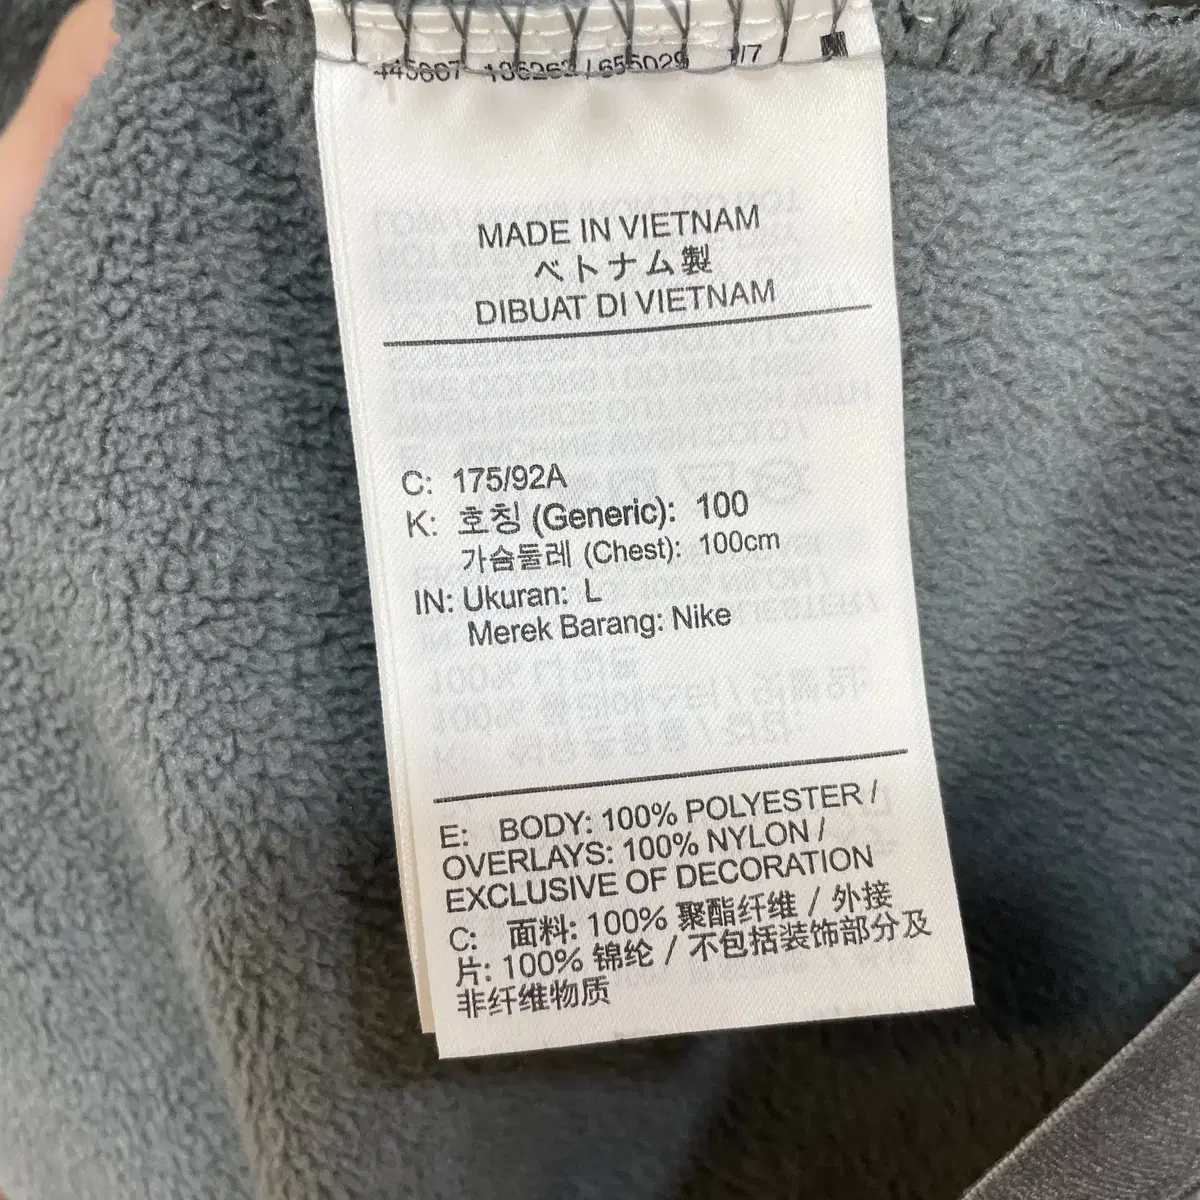 1/7
MADE IN VIETNAM
ベトナム製
DIBUAT DI VIETNAM
C: 175/92A
K: 호칭 (Generic): 100
가슴둘레 (Chest): 100cm
IN: Ukuran: L
Merek Barang: Nike
E: BODY: 100% POLYESTER /
OVERLAYS: 100% NYLON /
EXCLUSIVE OF DECORATION
C: 面料: 100% 聚酯纤维 / 外接
片: 100% 锦纶 / 不包括装饰部分及
非纤维物质